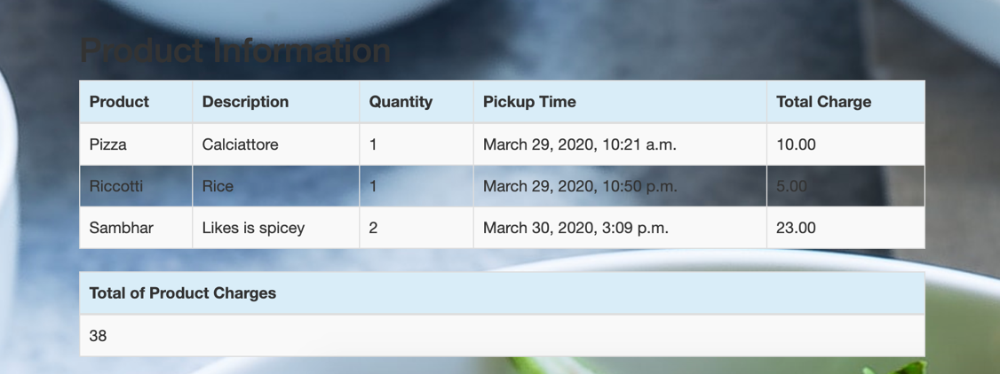 Product Information
Product Description Quantity Pickup Time Total Charge
Pizza Calciattore 1 March 29, 2020, 10:21 a.m. 10.00
Riccotti Rice 1 March 29, 2020, 10:50 p.m. 5.00
Sambhar Likes is spicey 2 March 30, 2020, 3:09 p.m. 23.00
Total of Product Charges
38